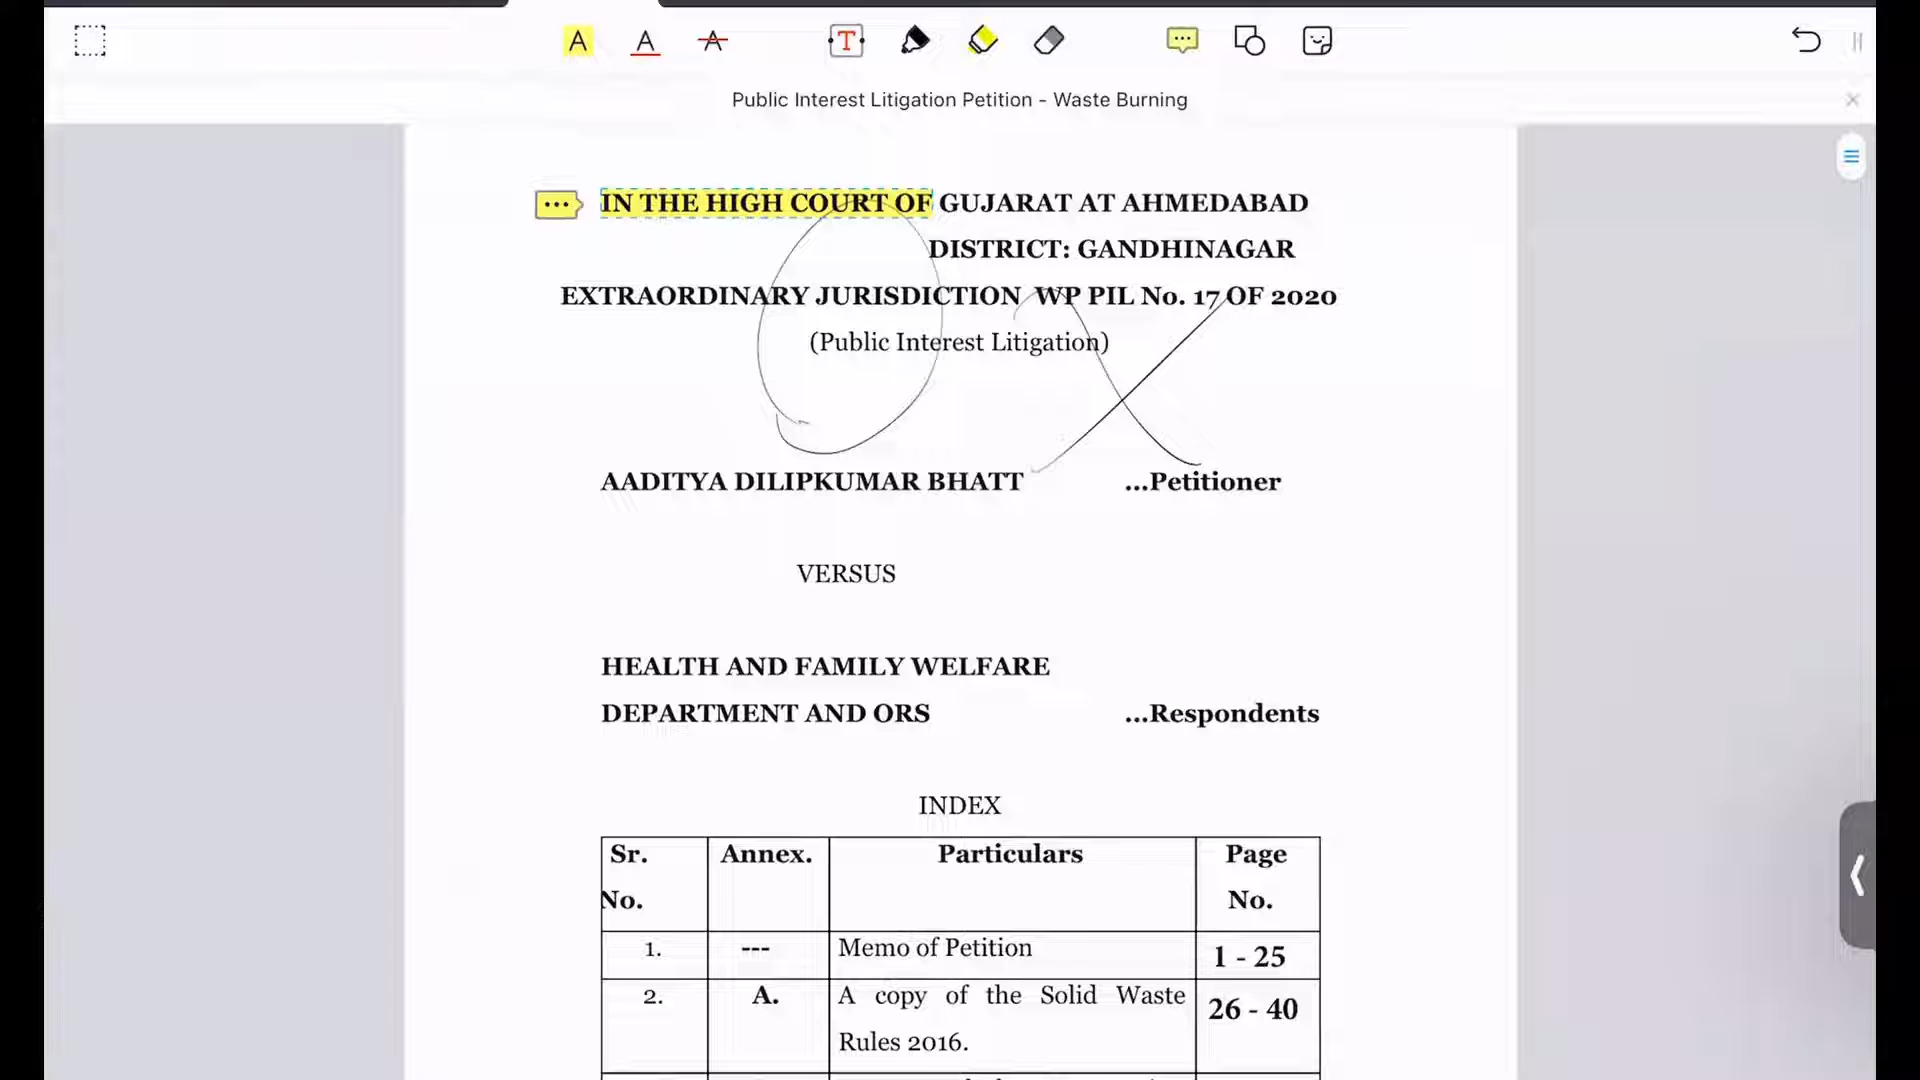 A A A T
Public Interest Litigation Petition - Waste Burning
IN THE HIGH COURT OF GUJARAT AT AHMEDABAD
DISTRICT: GANDHINAGAR
EXTRAORDINARY JURISDICTION WP PIL No. 17 OF 2020
(Public Interest Litigation)
AADITYA DILIPKUMAR BHATT ...Petitioner
VERSUS
HEALTH AND FAMILY WELFARE
DEPARTMENT AND ORS ...Respondents
INDEX
Sr. Annex. Particulars Page
No. No.
1. --- Memo of Petition 1 - 25
2. A. A copy of the Solid Waste 26 - 40
Rules 2016.